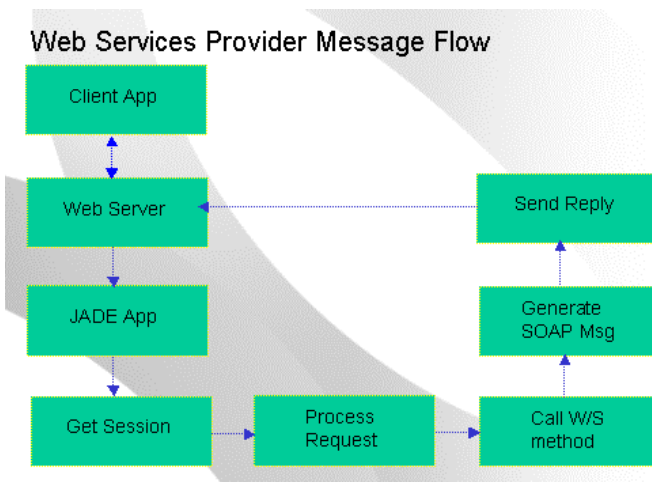 Web Services Provider Message Flow
Client App
Web Server
Send Reply
JADE App
Generate
SOAP Msg
Get Session
Process
Request
Call W/S
method